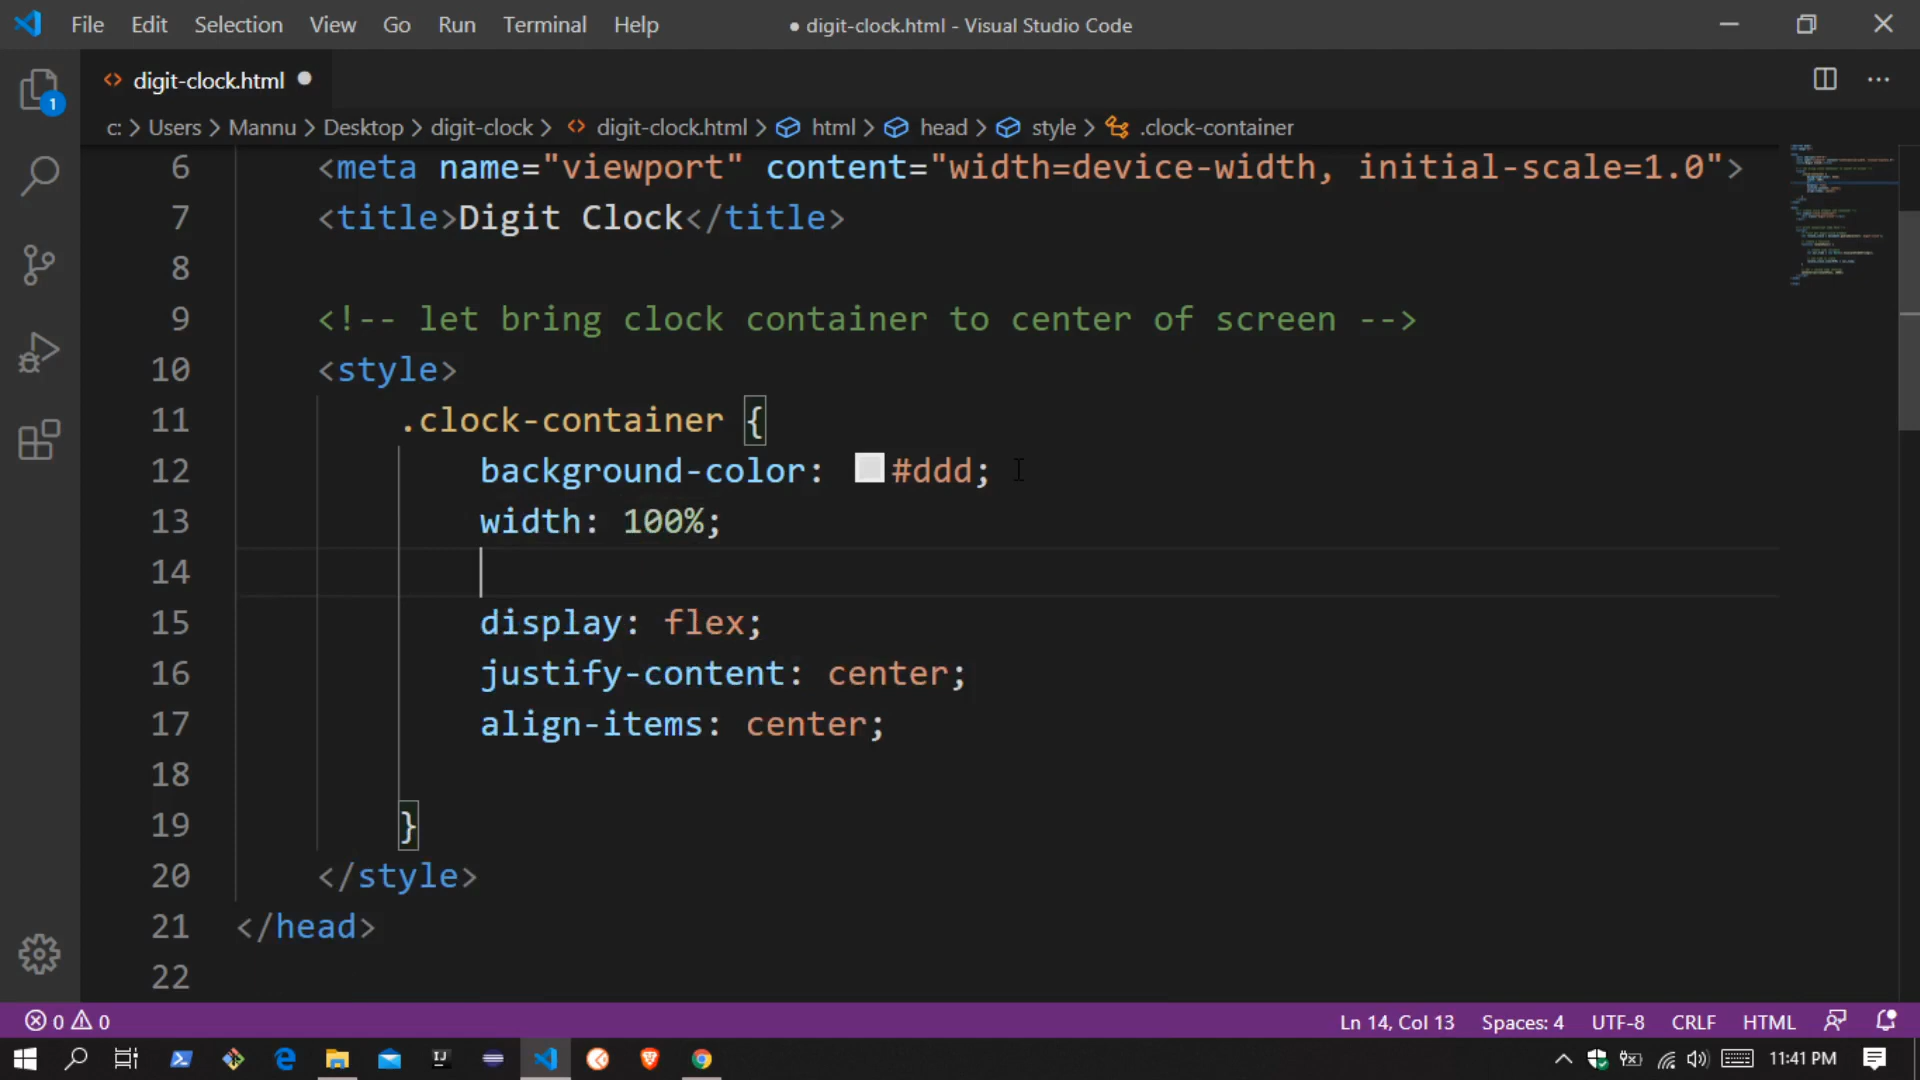 File Edit Selection View Go Run Terminal Help ● digit-clock.html - Visual Studio Code
1
<> digit-clock.html ●
c: > Users > Mannu > Desktop > digit-clock > <> digit-clock.html > html > head > style > .clock-container
6 <meta name="viewport" content="width=device-width, initial-scale=1.0">
7 <title>Digit Clock</title>
8
9 <!-- let bring clock container to center of screen -->
10 <style>
11 .clock-container {
12 background-color: #ddd;
13 width: 100%;
14
15 display: flex;
16 justify-content: center;
17 align-items: center;
18
19 }
20 </style>
21 </head>
22
0 0 Ln 14, Col 13 Spaces: 4 UTF-8 CRLF HTML
IJ 11:41 PM